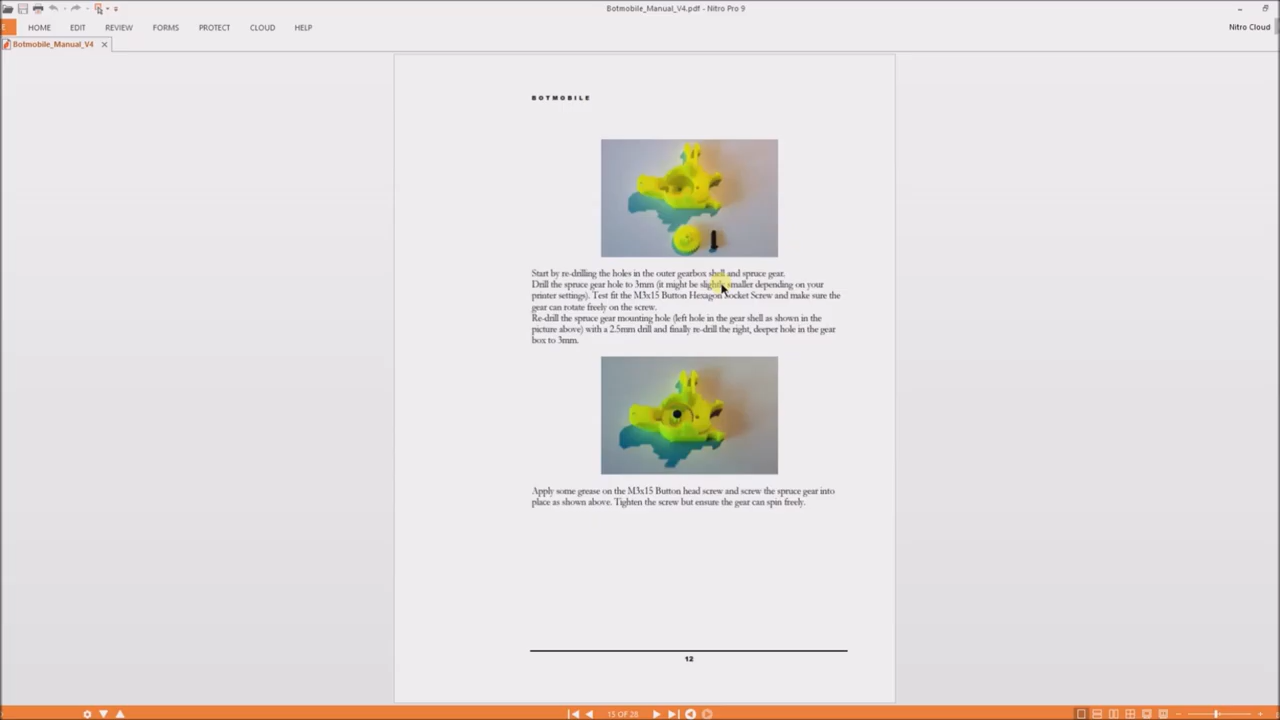 Botmobile_Manual_V4.pdf - Nitro Pro 9
HOME EDIT REVIEW FORMS PROTECT CLOUD HELP
Nitro Cloud
Botmobile_Manual_V4
BOTMOBILE
Start by re-drilling the holes in the outer gearbox shell and spruce gear.
Drill the spruce gear hole to 3mm (it might be slightly smaller depending on your
printer settings). Test fit the M3x15 Button Hexagon Socket Screw and make sure the
gear can rotate freely on the screw.
Re-drill the spruce gear mounting hole (left hole in the gear shell as shown in the
picture above) with a 2.5mm drill and finally re-drill the right, deeper hole in the gear
box to 3mm.
Apply some grease on the M3x15 Button head screw and screw the spruce gear into
place as shown above. Tighten the screw but ensure the gear can spin freely.
12
15 OF 28